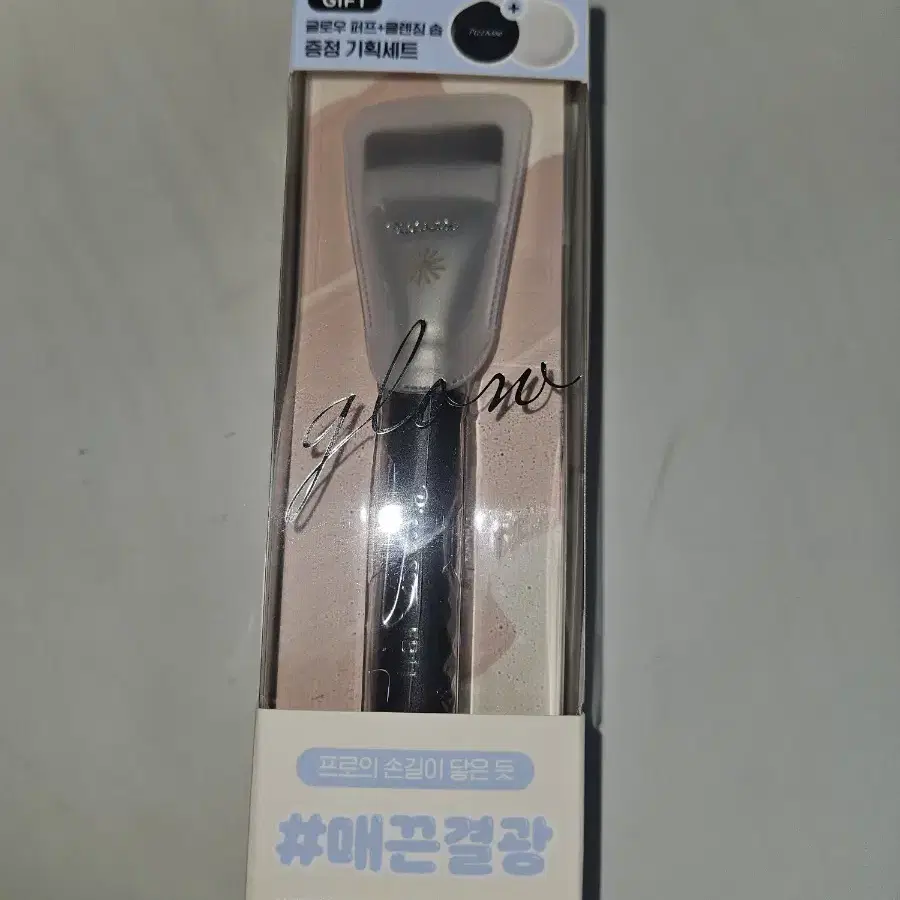 GIFT
글로우 퍼프+클렌징 솝
증정 기획세트
+
glow
프로의 손길이 닿은 듯
#매끈결광